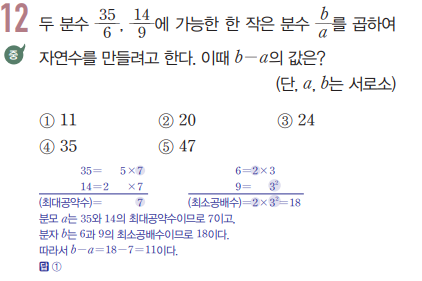 12 두 분수 35/6, 14/9에 가능한 한 작은 분수 b/a를 곱하여
중 자연수를 만들려고 한다. 이때 b-a의 값은?
(단, a, b는 서로소)
① 11 ② 20 ③ 24
④ 35 ⑤ 47
35= 5×7 6=2×3
14=2 ×7 9= 3²
(최대공약수)= 7 (최소공배수)=2×3²=18
분모 a는 35와 14의 최대공약수이므로 7이고,
분자 b는 6과 9의 최소공배수이므로 18이다.
따라서 b-a=18-7=11이다.
답 ①